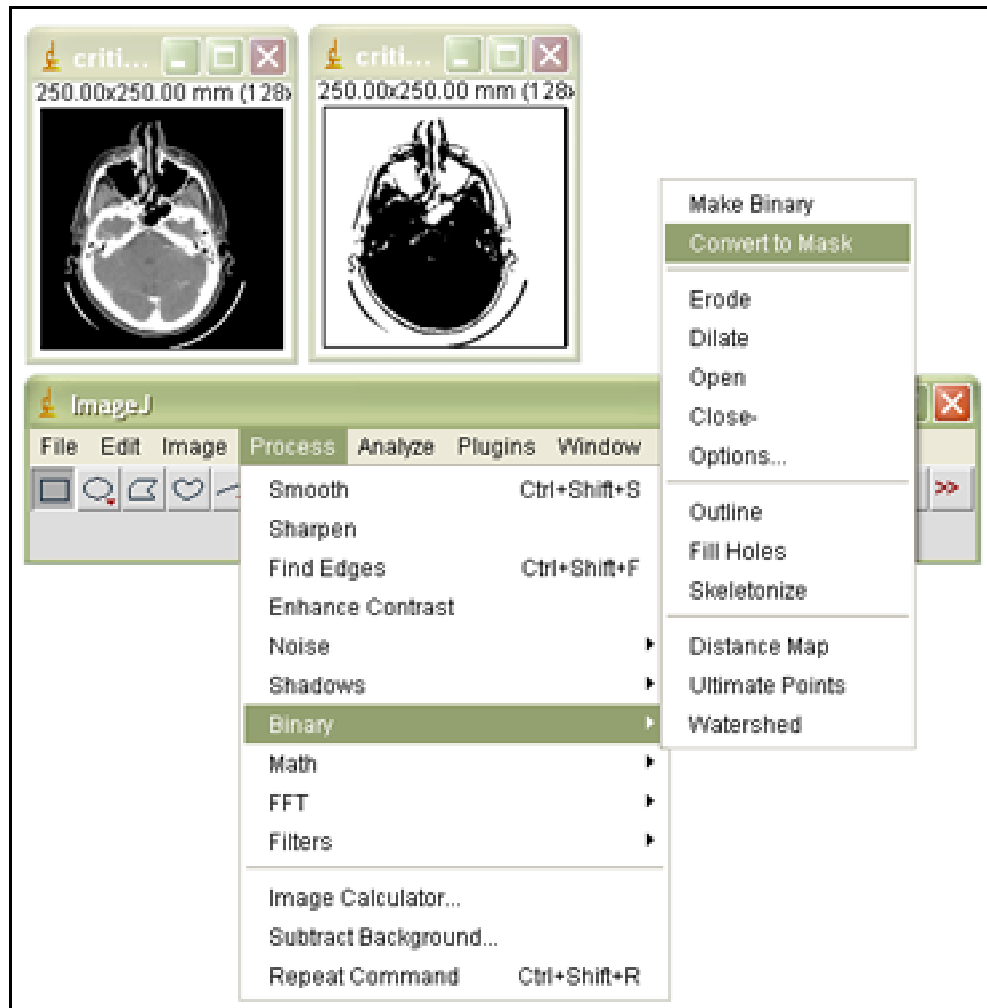 criti...
250.00x250.00 mm (128x
criti...
250.00x250.00 mm (128x
ImageJ
File Edit Image Process Analyze Plugins Window
>>
Smooth Ctrl+Shift+S
Sharpen
Find Edges Ctrl+Shift+F
Enhance Contrast
Noise
Shadows
Binary
Math
FFT
Filters
Image Calculator...
Subtract Background...
Repeat Command Ctrl+Shift+R
Make Binary
Convert to Mask
Erode
Dilate
Open
Close-
Options...
Outline
Fill Holes
Skeletonize
Distance Map
Ultimate Points
Watershed